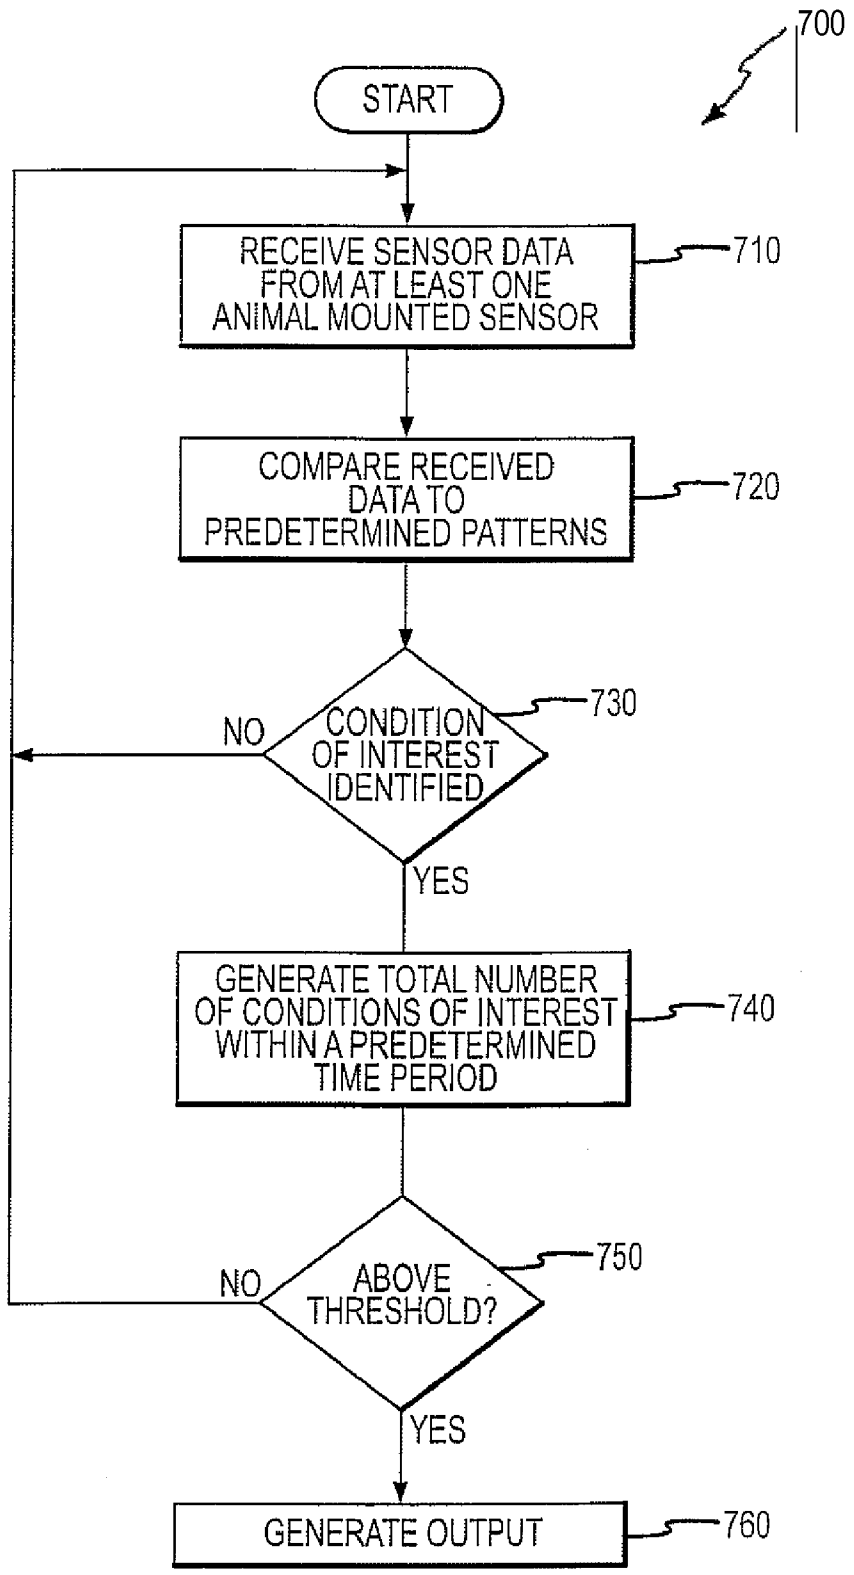 700
START
RECEIVE SENSOR DATA
FROM AT LEAST ONE
ANIMAL MOUNTED SENSOR
710
COMPARE RECEIVED
DATA TO
PREDETERMINED PATTERNS
720
730
NO
CONDITION
OF INTEREST
IDENTIFIED
YES
GENERATE TOTAL NUMBER
OF CONDITIONS OF INTEREST
WITHIN A PREDETERMINED
TIME PERIOD
740
750
NO
ABOVE
THRESHOLD?
YES
GENERATE OUTPUT
760